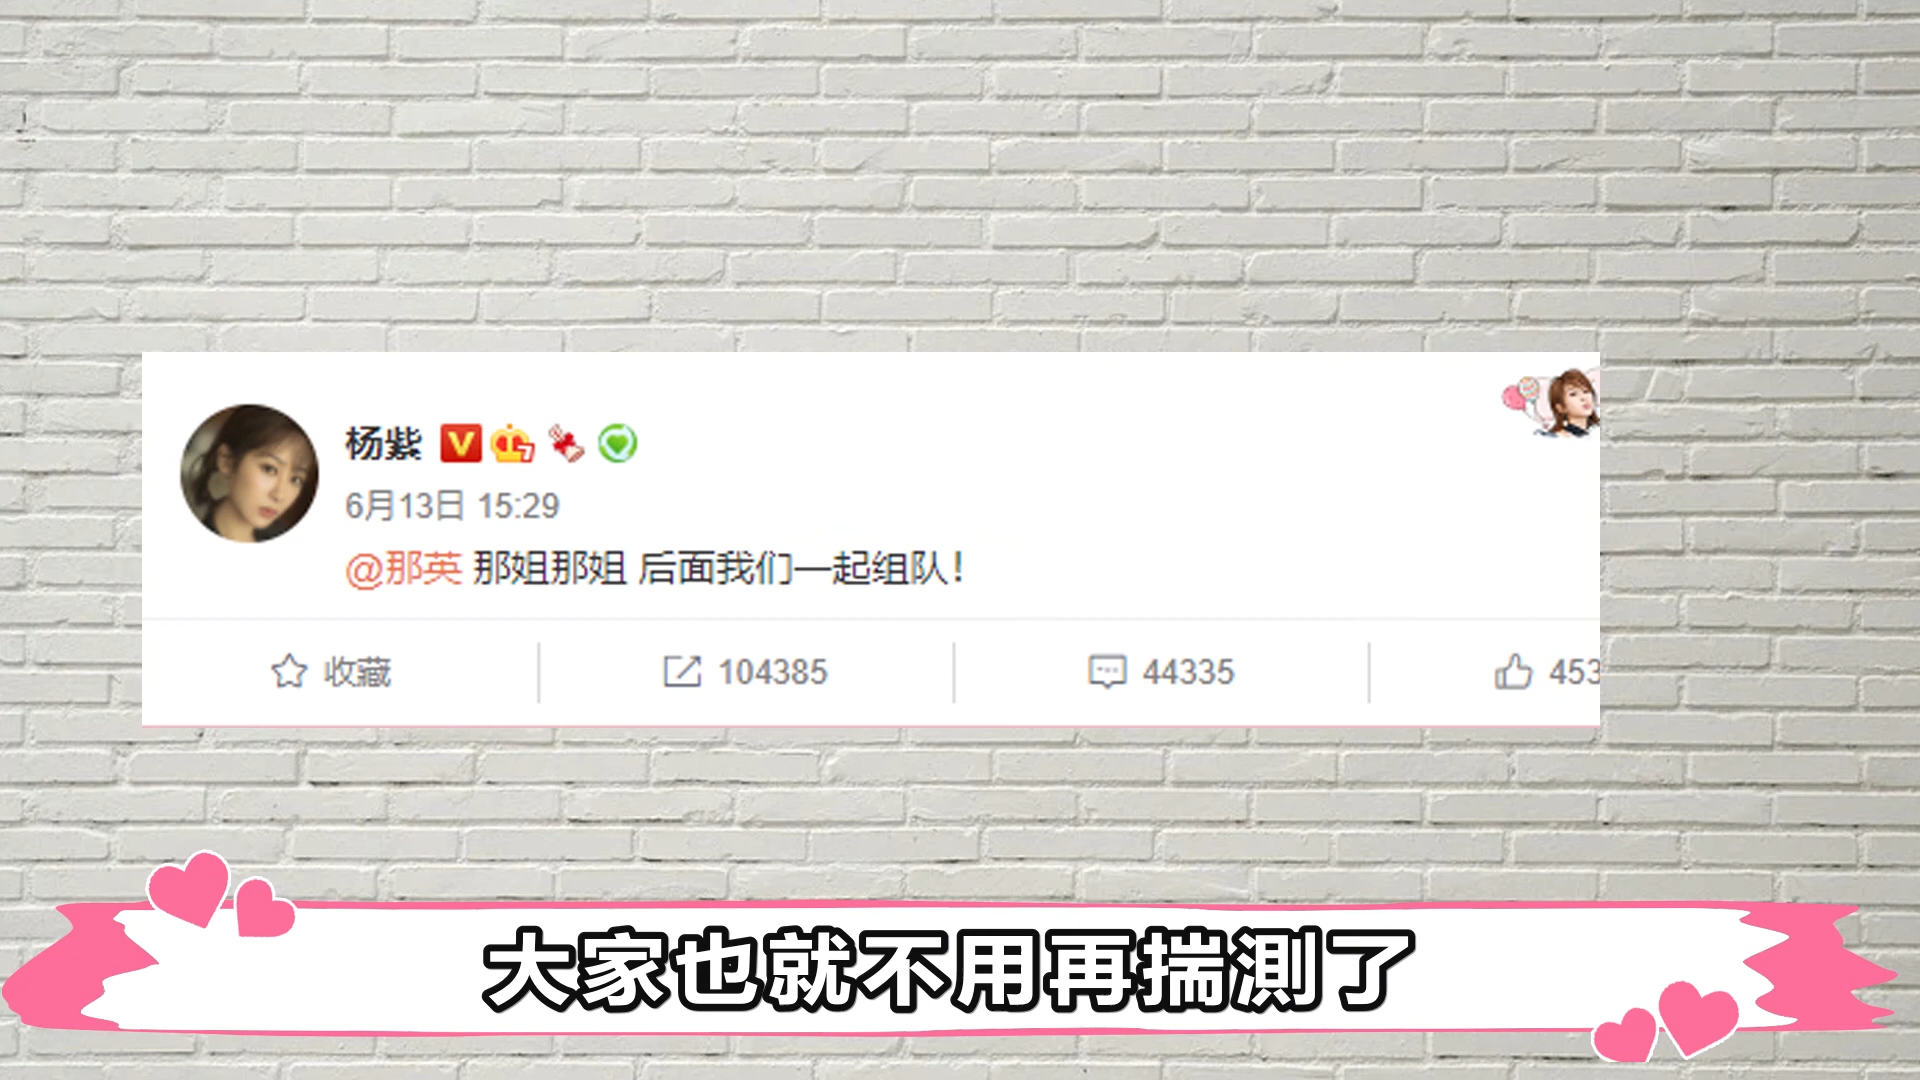 杨紫
6月13日 15:29
@那英 那姐那姐 后面我们一起组队！
收藏 104385 44335 453
大家也就不用再揣測了